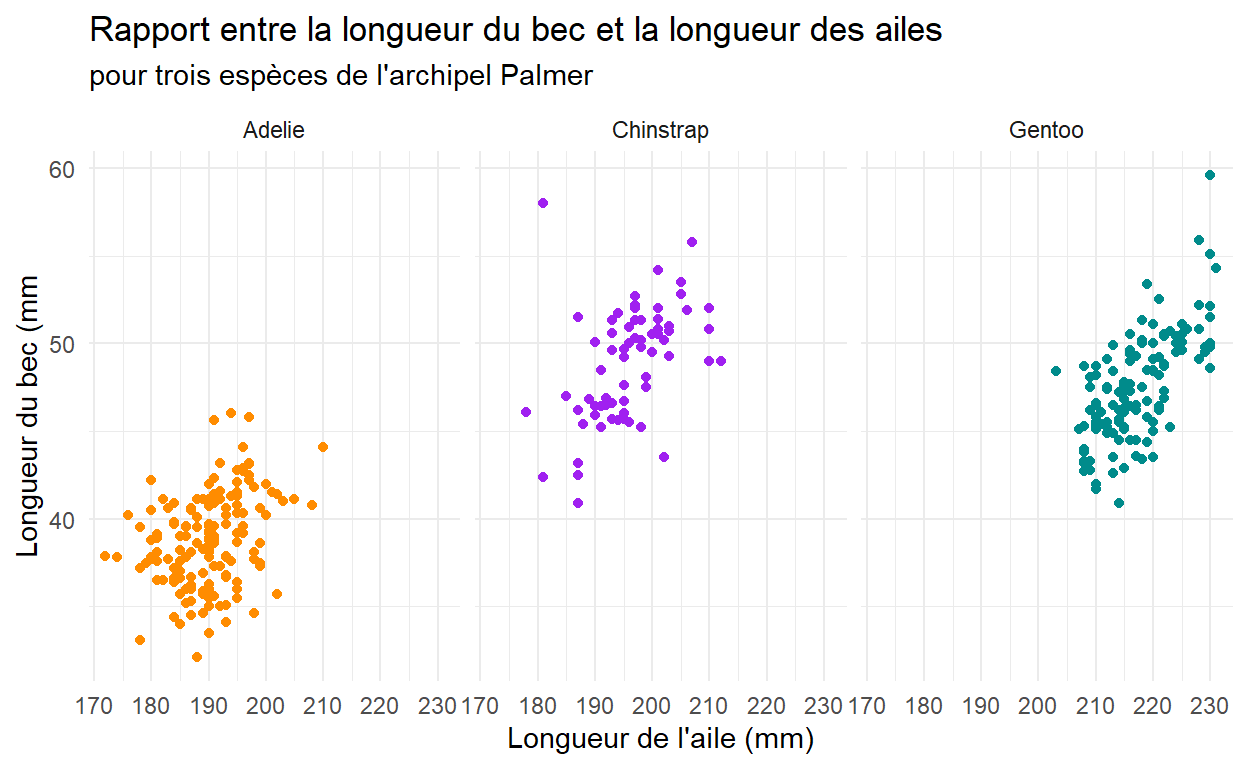 Rapport entre la longueur du bec et la longueur des ailes
pour trois espèces de l'archipel Palmer
Adelie Chinstrap Gentoo
60
50
40
Longueur du bec (mm
170 180 190 200 210 220 230 170 180 190 200 210 220 230 170 180 190 200 210 220 230
Longueur de l'aile (mm)